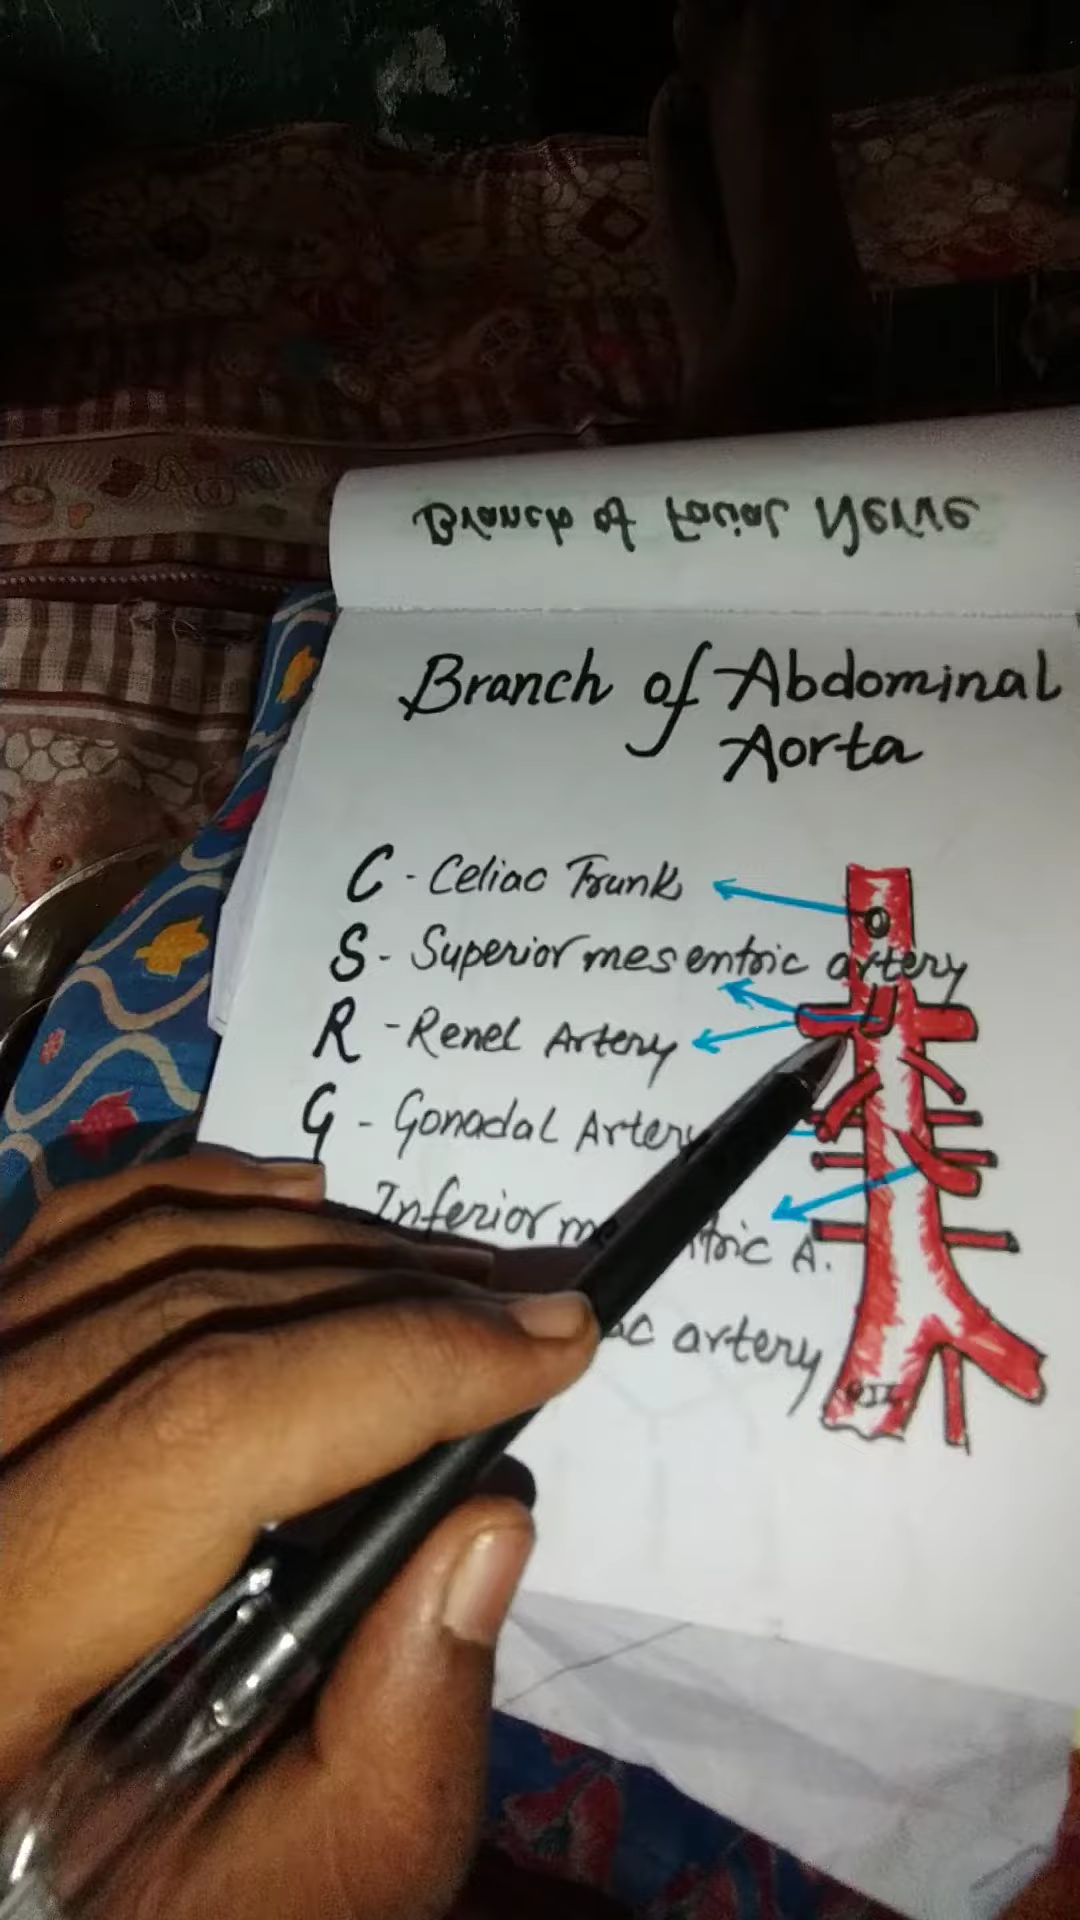 Branch of Facial Nerve
Branch of Abdominal
Aorta
C - Celiac Trunk
S - Superior mesentric artery
R - Renel Artery
G - Gonadal Artery
Inferior A.
artery